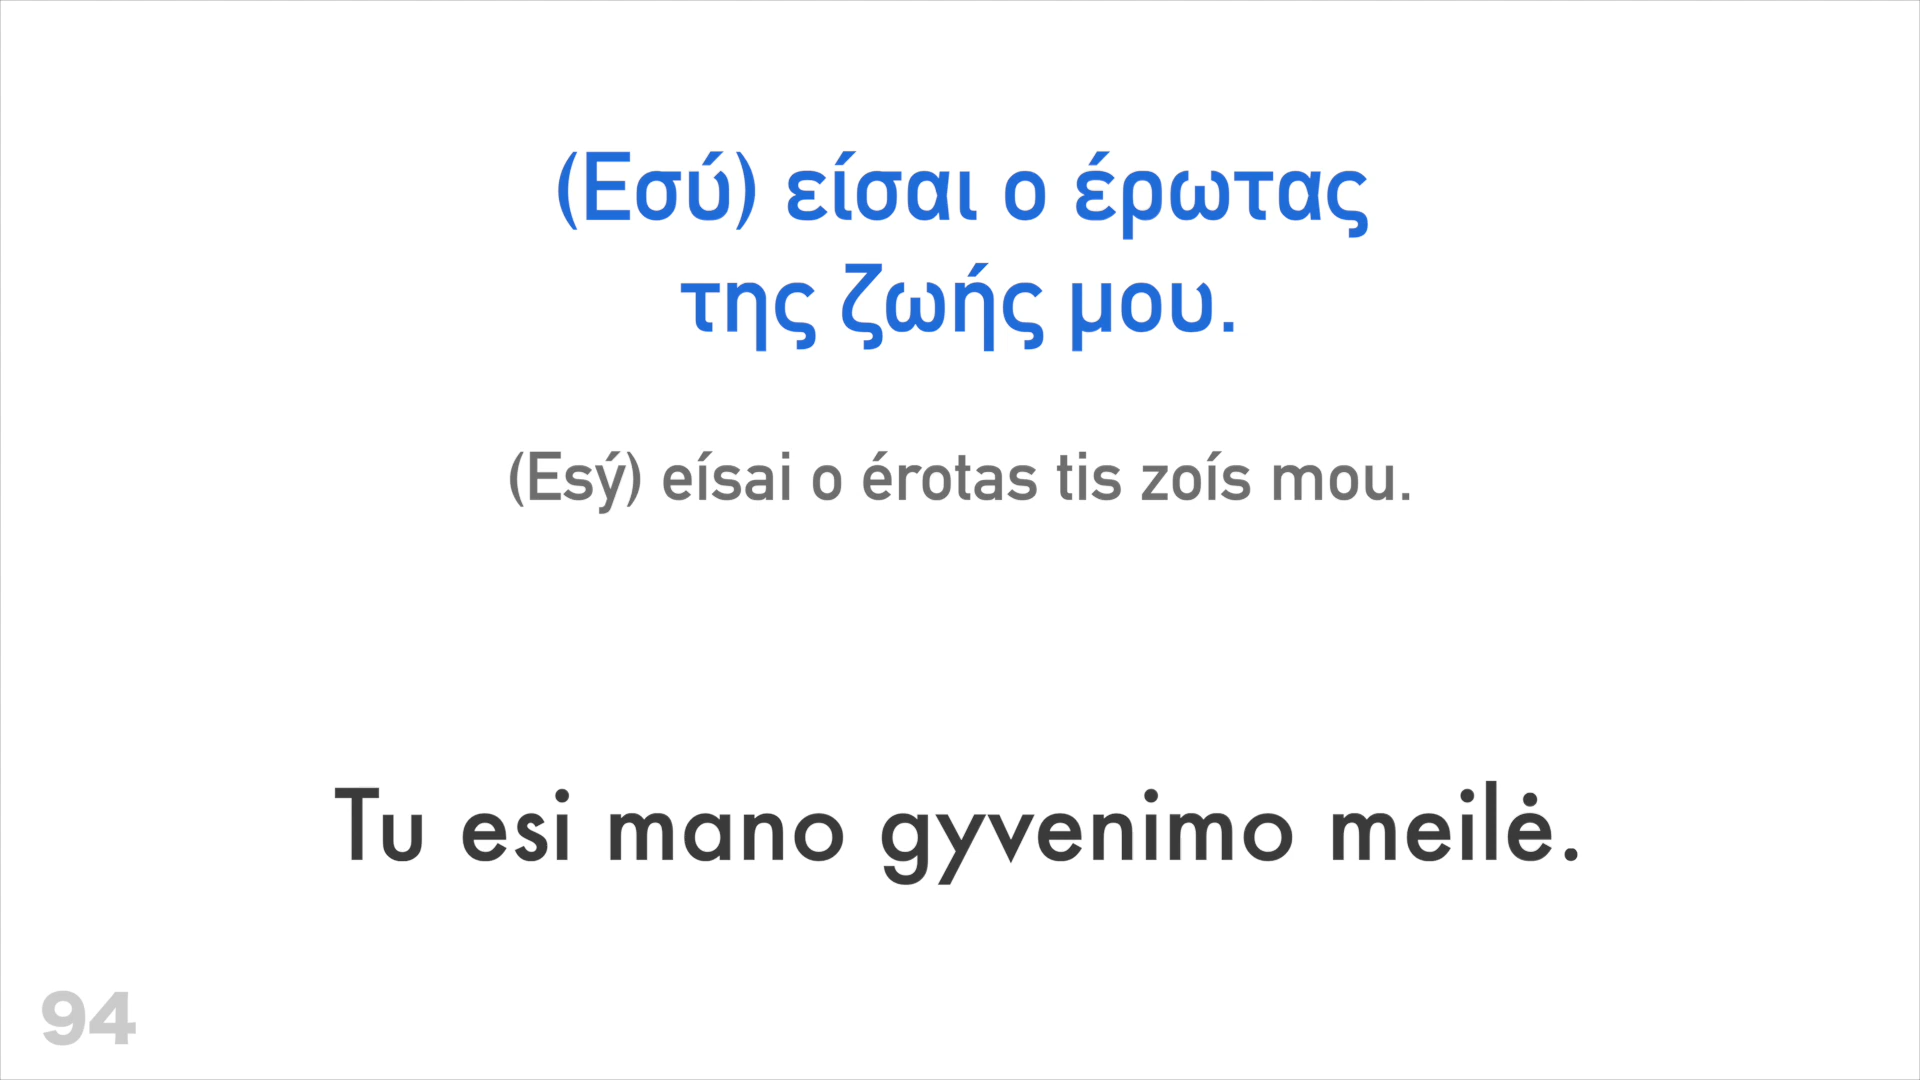 (Εσύ) είσαι ο έρωτας
της ζωής μου.
(Esý) eísai o érotas tis zoís mou.
Tu esi mano gyvenimo meilė.
94